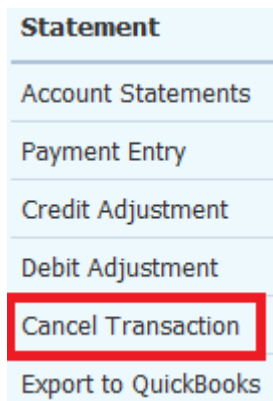 Statement
Account Statements
Payment Entry
Credit Adjustment
Debit Adjustment
Cancel Transaction
Export to QuickBooks